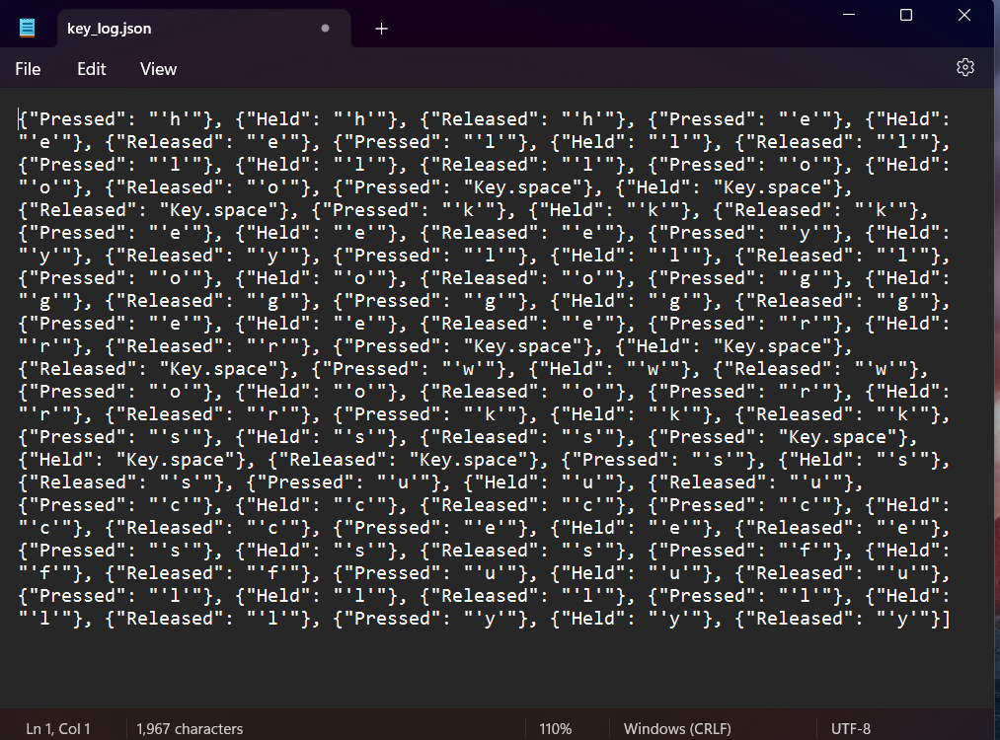 key_log.json
File Edit View
{"Pressed": "'h'"}, {"Held": "'h'"}, {"Released": "'h'"}, {"Pressed": "'e'"}, {"Held":
"'e'"}, {"Released": "'e'"}, {"Pressed": "'l'"}, {"Held": "'l'"}, {"Released": "'l'"},
{"Pressed": "'l'"}, {"Held": "'l'"}, {"Released": "'l'"}, {"Pressed": "'o'"}, {"Held":
"'o'"}, {"Released": "'o'"}, {"Pressed": "Key.space"}, {"Held": "Key.space"},
{"Released": "Key.space"}, {"Pressed": "'k'"}, {"Held": "'k'"}, {"Released": "'k'"},
{"Pressed": "'e'"}, {"Held": "'e'"}, {"Released": "'e'"}, {"Pressed": "'y'"}, {"Held":
"'y'"}, {"Released": "'y'"}, {"Pressed": "'l'"}, {"Held": "'l'"}, {"Released": "'l'"},
{"Pressed": "'o'"}, {"Held": "'o'"}, {"Released": "'o'"}, {"Pressed": "'g'"}, {"Held":
"'g'"}, {"Released": "'g'"}, {"Pressed": "'g'"}, {"Held": "'g'"}, {"Released": "'g'"},
{"Pressed": "'e'"}, {"Held": "'e'"}, {"Released": "'e'"}, {"Pressed": "'r'"}, {"Held":
"'r'"}, {"Released": "'r'"}, {"Pressed": "Key.space"}, {"Held": "Key.space"},
{"Released": "Key.space"}, {"Pressed": "'w'"}, {"Held": "'w'"}, {"Released": "'w'"},
{"Pressed": "'o'"}, {"Held": "'o'"}, {"Released": "'o'"}, {"Pressed": "'r'"}, {"Held":
"'r'"}, {"Released": "'r'"}, {"Pressed": "'k'"}, {"Held": "'k'"}, {"Released": "'k'"},
{"Pressed": "'s'"}, {"Held": "'s'"}, {"Released": "'s'"}, {"Pressed": "Key.space"},
{"Held": "Key.space"}, {"Released": "Key.space"}, {"Pressed": "'s'"}, {"Held": "'s'"},
{"Released": "'s'"}, {"Pressed": "'u'"}, {"Held": "'u'"}, {"Released": "'u'"},
{"Pressed": "'c'"}, {"Held": "'c'"}, {"Released": "'c'"}, {"Pressed": "'c'"}, {"Held":
"'c'"}, {"Released": "'c'"}, {"Pressed": "'e'"}, {"Held": "'e'"}, {"Released": "'e'"},
{"Pressed": "'s'"}, {"Held": "'s'"}, {"Released": "'s'"}, {"Pressed": "'f'"}, {"Held":
"'f'"}, {"Released": "'f'"}, {"Pressed": "'u'"}, {"Held": "'u'"}, {"Released": "'u'"},
{"Pressed": "'l'"}, {"Held": "'l'"}, {"Released": "'l'"}, {"Pressed": "'l'"}, {"Held":
"'l'"}, {"Released": "'l'"}, {"Pressed": "'y'"}, {"Held": "'y'"}, {"Released": "'y'"}]
Ln 1, Col 1 1,967 characters 110% Windows (CRLF) UTF-8